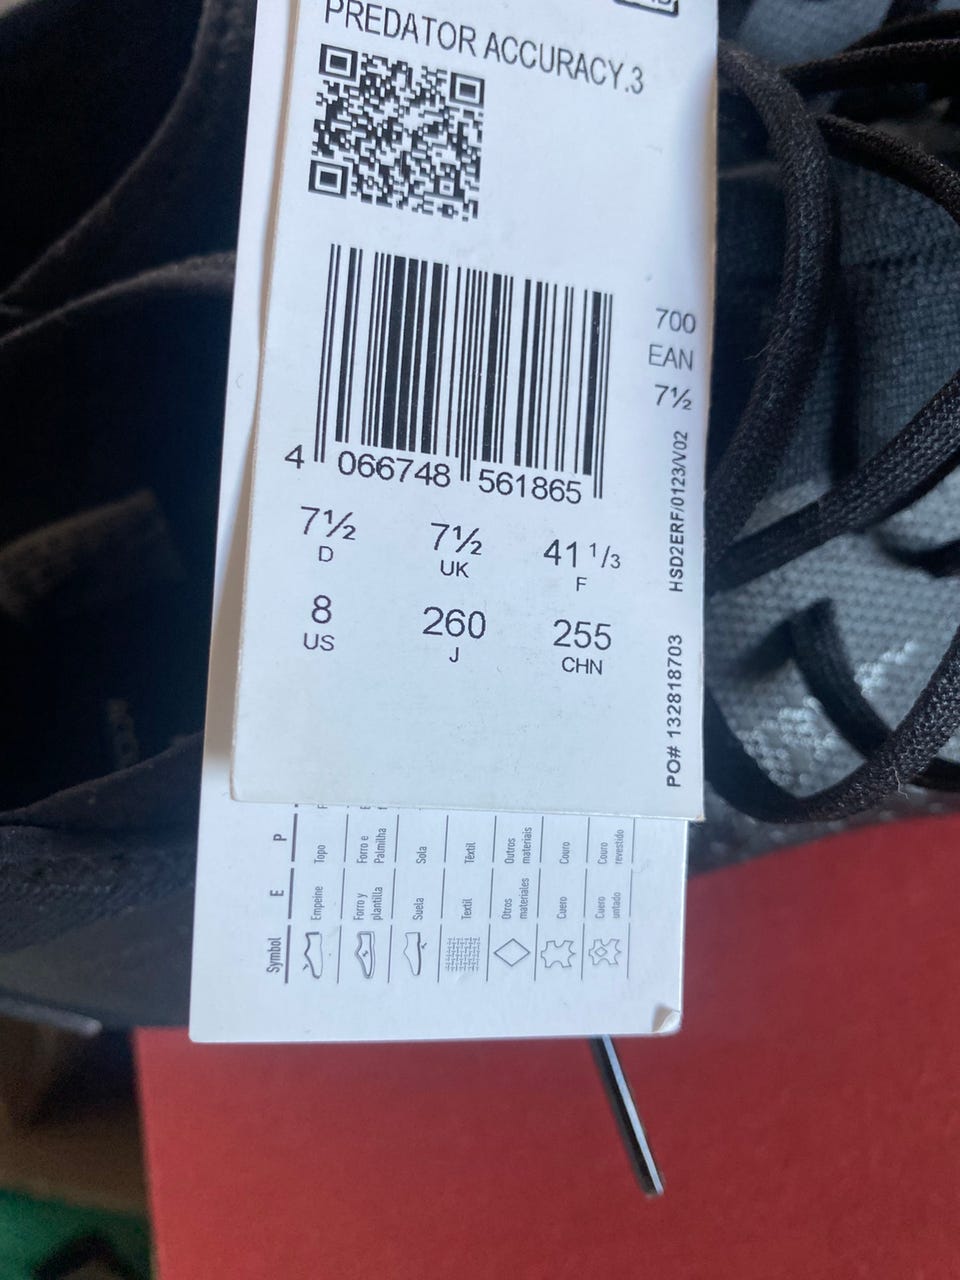 PREDATOR ACCURACY.3
700
EAN
7½
4 066748 561865
7½ 7½ 41 1/3
D UK F
8 260 255
US J CHN
HSD2ERF/0123/V02
PO# 132818703
Symbol E P
Empeine Topo
Forro y plantilla Forro e Palmilha
Suela Sola
Textil Têxtil
Otros materiales Outros materiais
Cuero Couro
Cuero untado Couro revestido